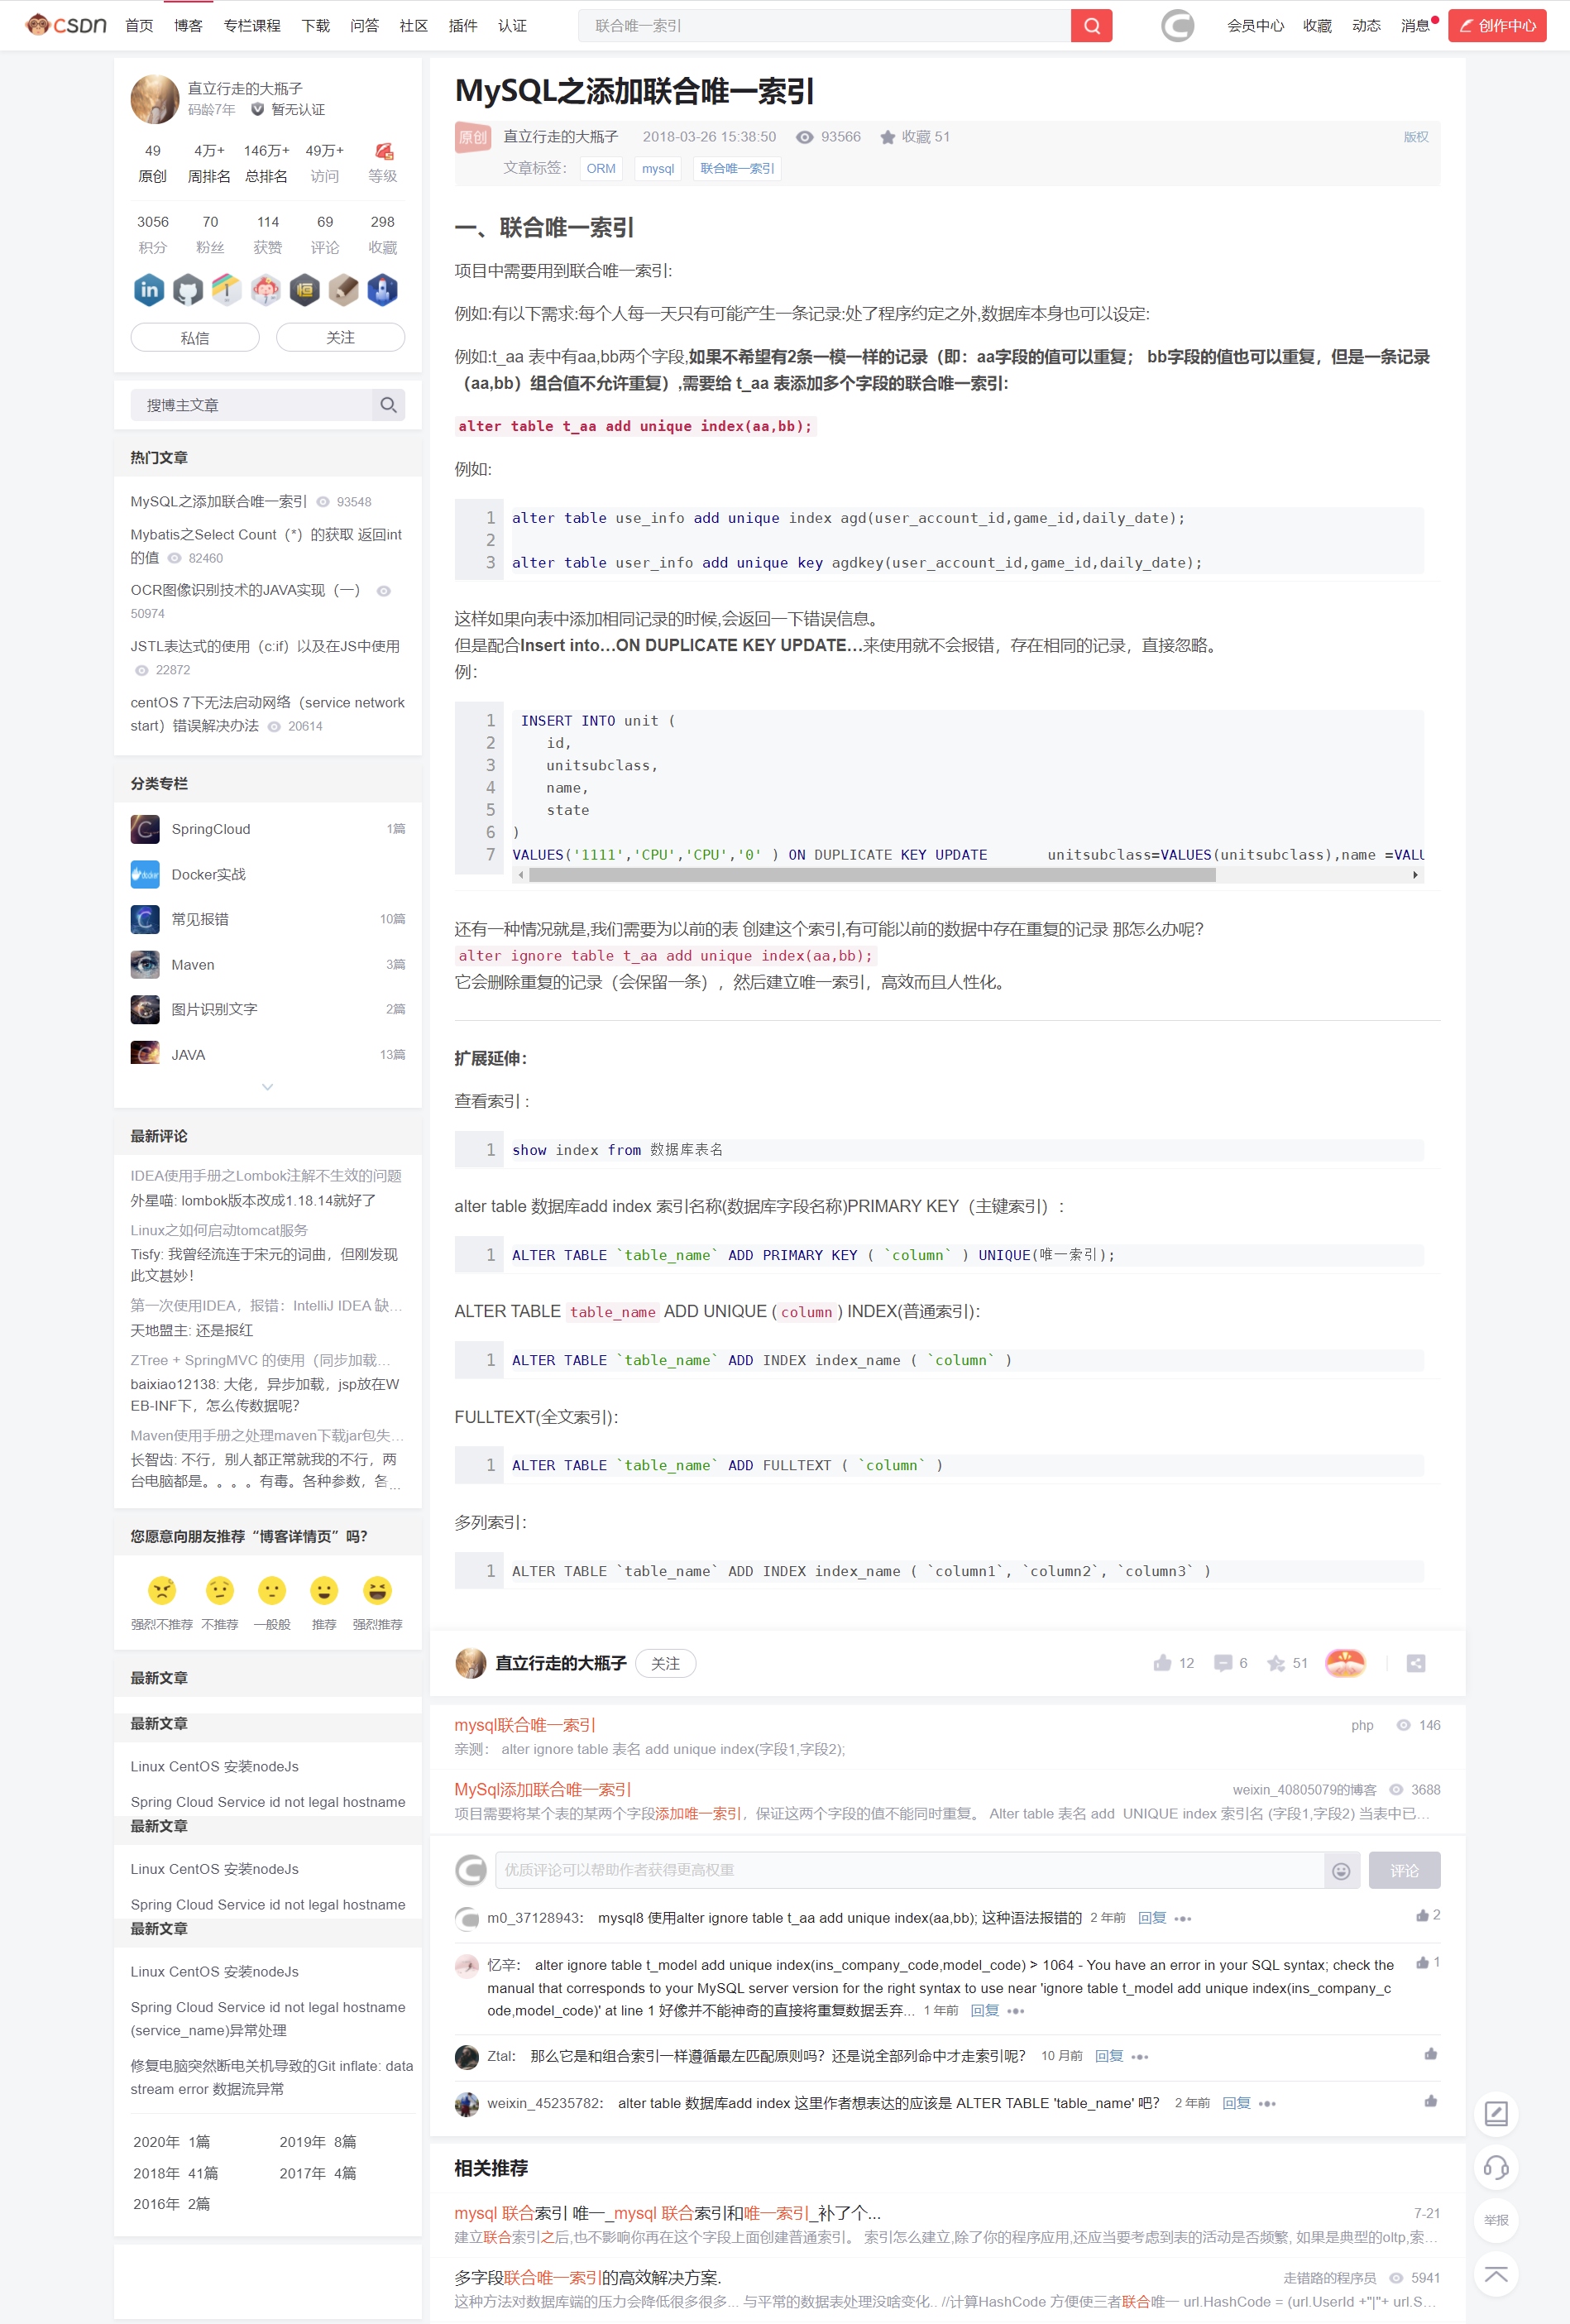 CSDN 首页 博客 专栏课程 下载 问答 社区 插件 认证 联合唯一索引 会员中心 收藏 动态 消息 创作中心
直立行走的大瓶子
码龄7年 暂无认证
49 4万+ 146万+ 49万+
原创 周排名 总排名 访问 等级
3056 70 114 69 298
积分 粉丝 获赞 评论 收藏
私信 关注
搜博主文章
热门文章
MySQL之添加联合唯一索引 93548
Mybatis之Select Count（*）的获取 返回int
的值 82460
OCR图像识别技术的JAVA实现（一）
50974
JSTL表达式的使用（c:if）以及在JS中使用
22872
centOS 7下无法启动网络（service network
start）错误解决办法 20614
分类专栏
SpringCloud 1篇
docker
Docker实战
常见报错 10篇
Maven 3篇
图片识别文字 2篇
JAVA 13篇
最新评论
IDEA使用手册之Lombok注解不生效的问题
外星喵: lombok版本改成1.18.14就好了
Linux之如何启动tomcat服务
Tisfy: 我曾经流连于宋元的词曲，但刚发现
此文甚妙！
第一次使用IDEA，报错：IntelliJ IDEA 缺…
天地盟主: 还是报红
ZTree + SpringMVC 的使用（同步加载…
baixiao12138: 大佬，异步加载，jsp放在W
EB-INF下，怎么传数据呢？
Maven使用手册之处理maven下载jar包失…
长智齿: 不行，别人都正常就我的不行，两
台电脑都是。。。。有毒。各种参数，各…
您愿意向朋友推荐“博客详情页”吗？
强烈不推荐 不推荐 一般般 推荐 强烈推荐
最新文章
最新文章
Linux CentOS 安装nodeJs
Spring Cloud Service id not legal hostname
最新文章
Linux CentOS 安装nodeJs
Spring Cloud Service id not legal hostname
最新文章
Linux CentOS 安装nodeJs
Spring Cloud Service id not legal hostname
(service_name)异常处理
修复电脑突然断电关机导致的Git inflate: data
stream error 数据流异常
2020年 1篇 2019年 8篇
2018年 41篇 2017年 4篇
2016年 2篇
MySQL之添加联合唯一索引
原创 直立行走的大瓶子 2018-03-26 15:38:50 93566 收藏 51 版权
文章标签： ORM mysql 联合唯一索引
一、联合唯一索引
项目中需要用到联合唯一索引:
例如:有以下需求:每个人每一天只有可能产生一条记录:处了程序约定之外,数据库本身也可以设定:
例如:t_aa 表中有aa,bb两个字段,如果不希望有2条一模一样的记录（即：aa字段的值可以重复； bb字段的值也可以重复，但是一条记录
（aa,bb）组合值不允许重复）,需要给 t_aa 表添加多个字段的联合唯一索引:
alter table t_aa add unique index(aa,bb);
例如:
1 alter table use_info add unique index agd(user_account_id,game_id,daily_date);
2
3 alter table user_info add unique key agdkey(user_account_id,game_id,daily_date);
这样如果向表中添加相同记录的时候,会返回一下错误信息。
但是配合Insert into…ON DUPLICATE KEY UPDATE…来使用就不会报错，存在相同的记录，直接忽略。
例：
1 INSERT INTO unit (
2 id,
3 unitsubclass,
4 name,
5 state
6 )
7 VALUES('1111','CPU','CPU','0' ) ON DUPLICATE KEY UPDATE unitsubclass=VALUES(unitsubclass),name =VALU
还有一种情况就是,我们需要为以前的表 创建这个索引,有可能以前的数据中存在重复的记录 那怎么办呢?
alter ignore table t_aa add unique index(aa,bb);
它会删除重复的记录（会保留一条），然后建立唯一索引，高效而且人性化。
扩展延伸：
查看索引 :
1 show index from 数据库表名
alter table 数据库add index 索引名称(数据库字段名称)PRIMARY KEY（主键索引）:
1 ALTER TABLE `table_name` ADD PRIMARY KEY ( `column` ) UNIQUE(唯一索引);
ALTER TABLE table_name ADD UNIQUE ( column ) INDEX(普通索引):
1 ALTER TABLE `table_name` ADD INDEX index_name ( `column` )
FULLTEXT(全文索引):
1 ALTER TABLE `table_name` ADD FULLTEXT ( `column` )
多列索引:
1 ALTER TABLE `table_name` ADD INDEX index_name ( `column1`, `column2`, `column3` )
直立行走的大瓶子 关注 12 6 51
mysql联合唯一索引 php 146
亲测： alter ignore table 表名 add unique index(字段1,字段2);
MySql添加联合唯一索引 weixin_40805079的博客 3688
项目需要将某个表的某两个字段添加唯一索引，保证这两个字段的值不能同时重复。 Alter table 表名 add UNIQUE index 索引名 (字段1,字段2) 当表中已…
优质评论可以帮助作者获得更高权重 评论
m0_37128943： mysql8 使用alter ignore table t_aa add unique index(aa,bb); 这种语法报错的 2 年前 回复 2
忆辛： alter ignore table t_model add unique index(ins_company_code,model_code) > 1064 - You have an error in your SQL syntax; check the 1
manual that corresponds to your MySQL server version for the right syntax to use near 'ignore table t_model add unique index(ins_company_c
ode,model_code)' at line 1 好像并不能神奇的直接将重复数据丢弃... 1 年前 回复
Ztal： 那么它是和组合索引一样遵循最左匹配原则吗？还是说全部列命中才走索引呢？ 10 月前 回复
weixin_45235782： alter table 数据库add index 这里作者想表达的应该是 ALTER TABLE 'table_name' 吧？ 2 年前 回复
相关推荐
mysql 联合索引 唯一_mysql 联合索引和唯一索引_补了个... 7-21
建立联合索引之后,也不影响你再在这个字段上面创建普通索引。 索引怎么建立,除了你的程序应用,还应当要考虑到表的活动是否频繁, 如果是典型的oltp,索…
多字段联合唯一索引的高效解决方案. 走错路的程序员 5941
这种方法对数据库端的压力会降低很多很多... 与平常的数据表处理没啥变化.. //计算HashCode 方便使三者联合唯一 url.HashCode = (url.UserId +"|"+ url.S…
举报